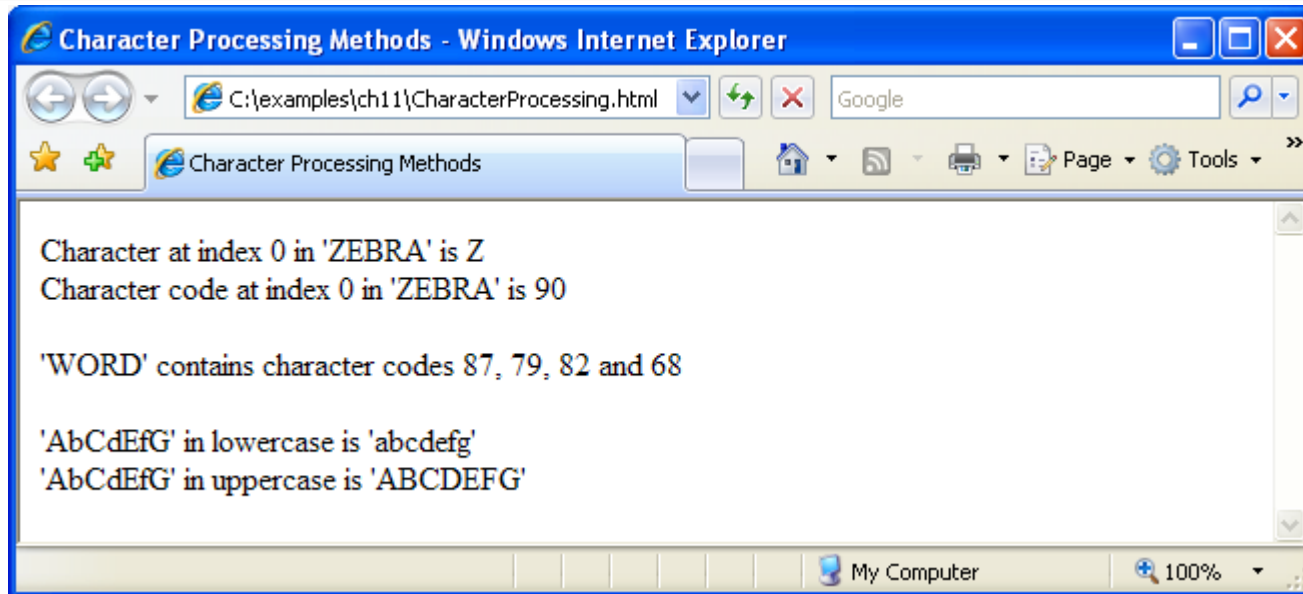 Character Processing Methods - Windows Internet Explorer
C:\examples\ch11\CharacterProcessing.html
Google
Character Processing Methods
Page
Tools
»
Character at index 0 in 'ZEBRA' is Z
Character code at index 0 in 'ZEBRA' is 90
'WORD' contains character codes 87, 79, 82 and 68
'AbCdEfG' in lowercase is 'abcdefg'
'AbCdEfG' in uppercase is 'ABCDEFG'
My Computer
100%